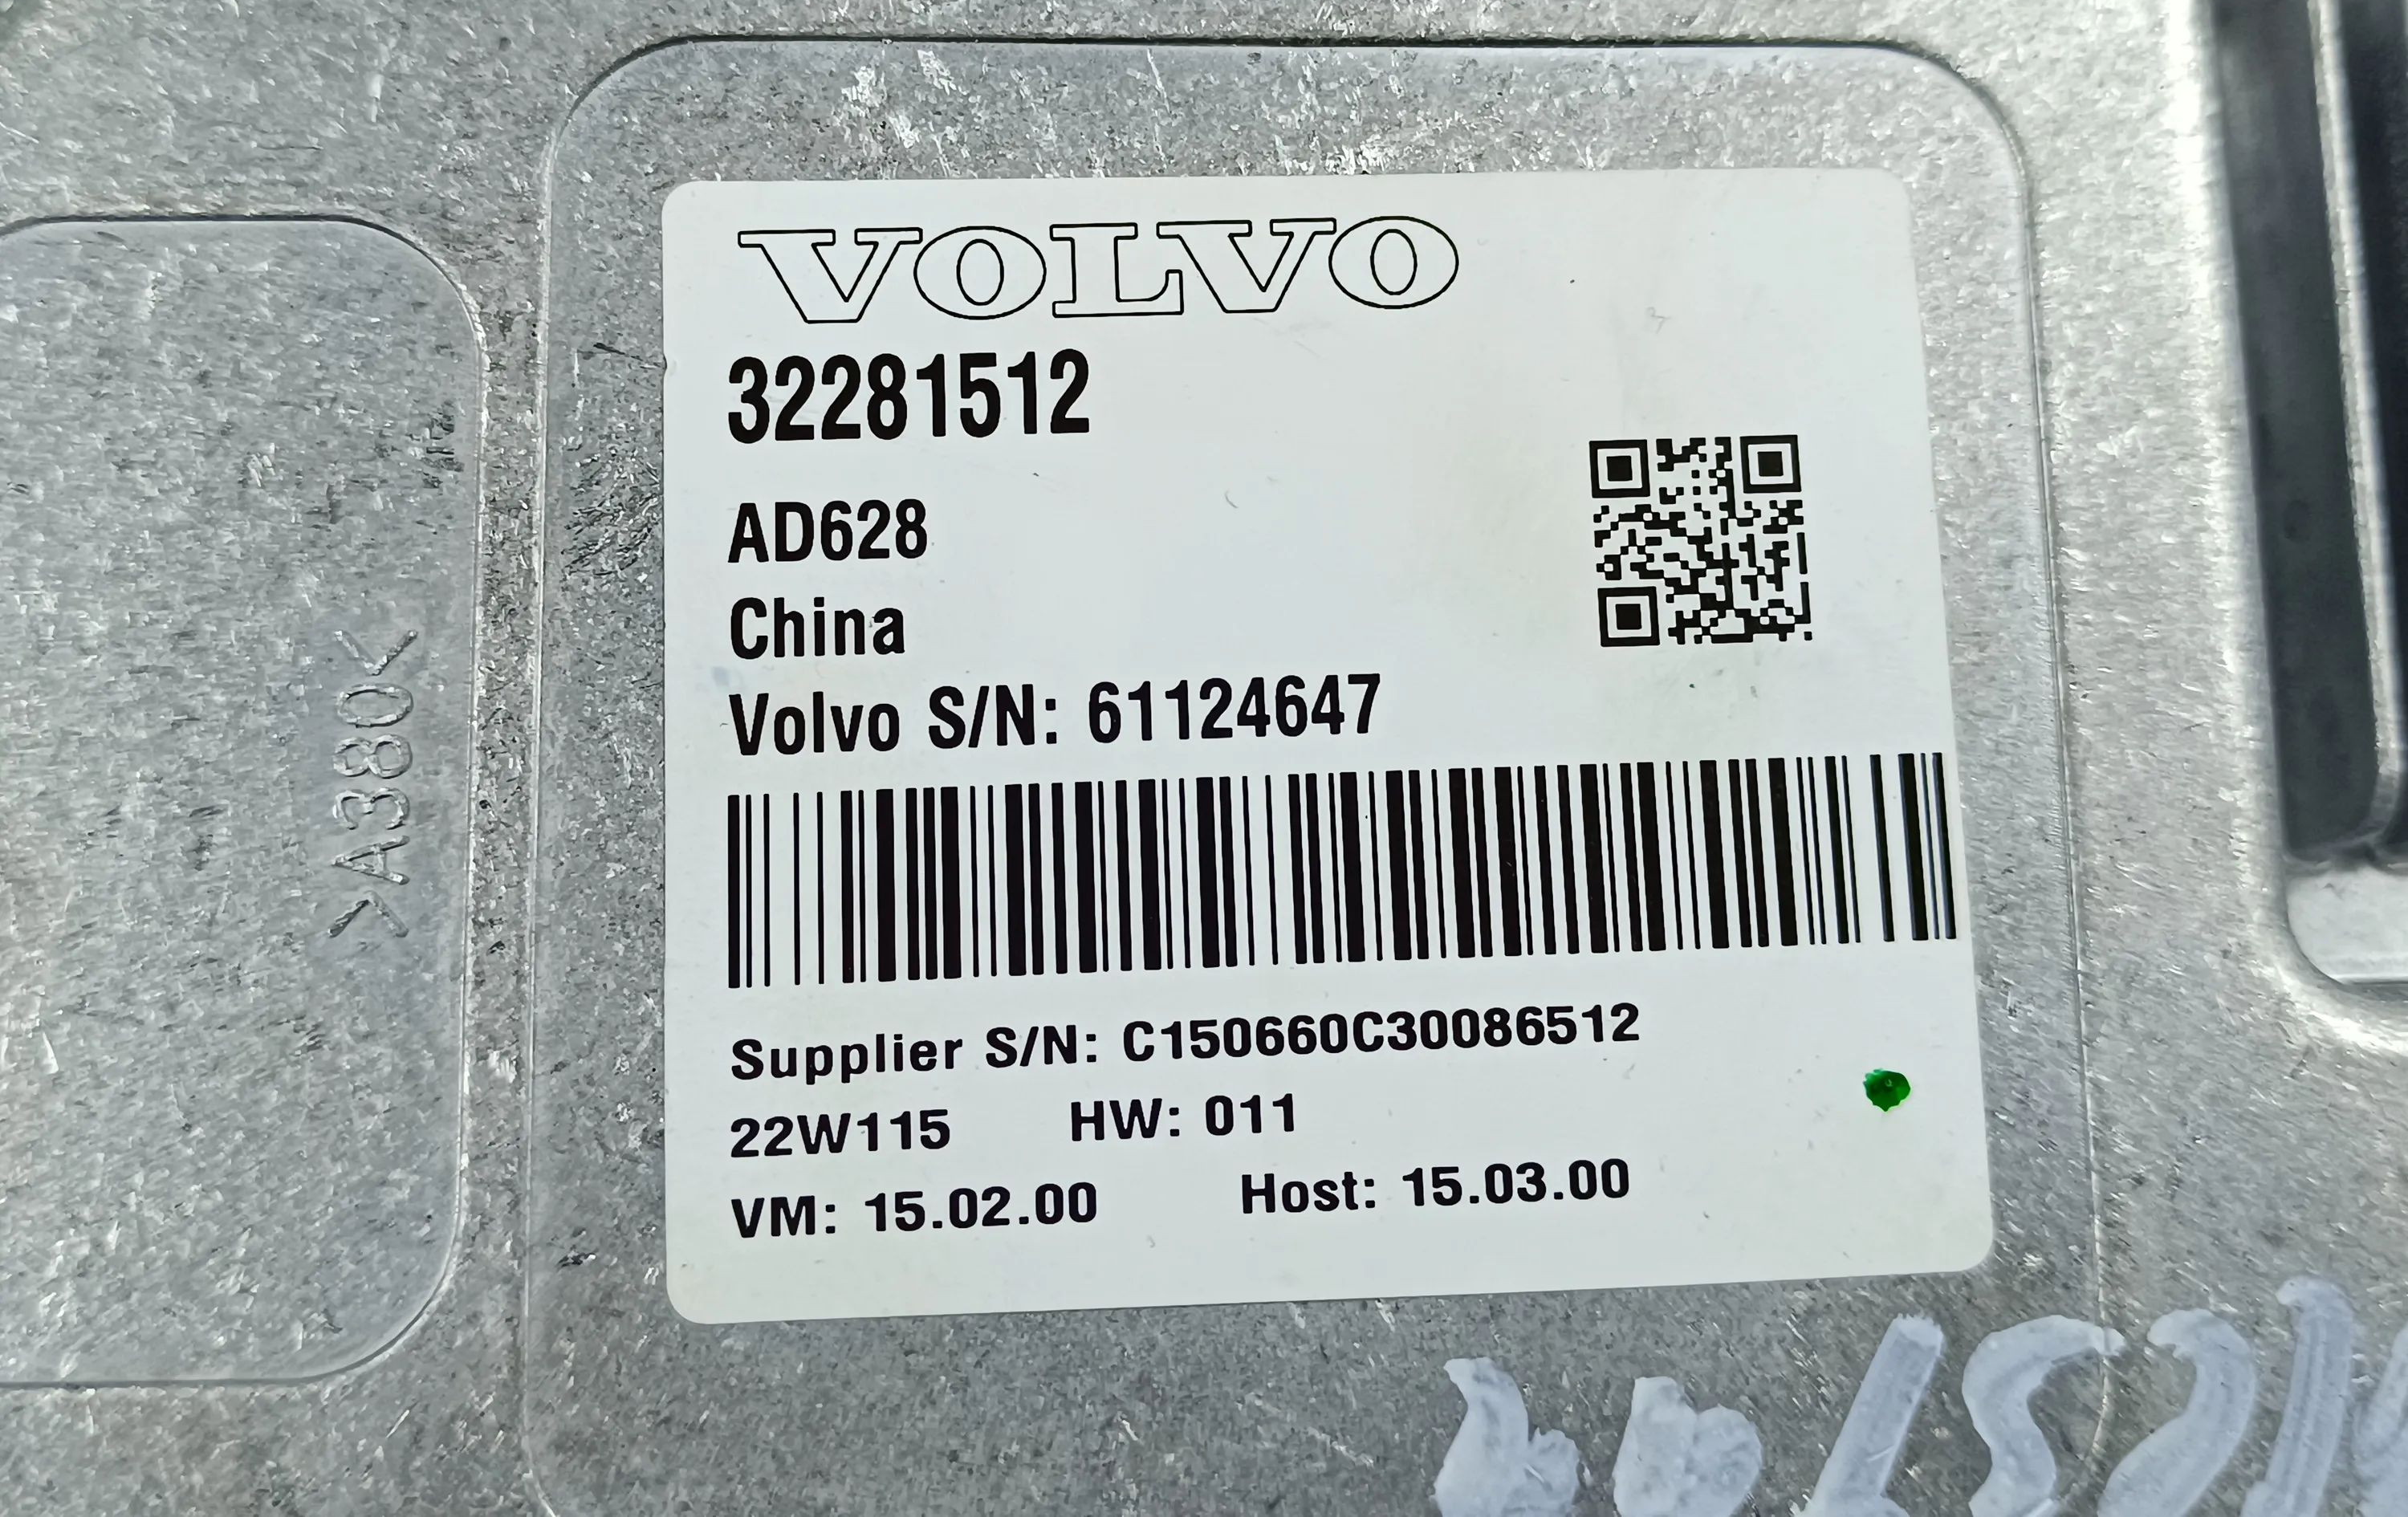 VOLVO
32281512
AD628
China
Volvo S/N: 61124647
Supplier S/N: C150660C30086512
22W115 HW: 011
VM: 15.02.00 Host: 15.03.00
>A380<